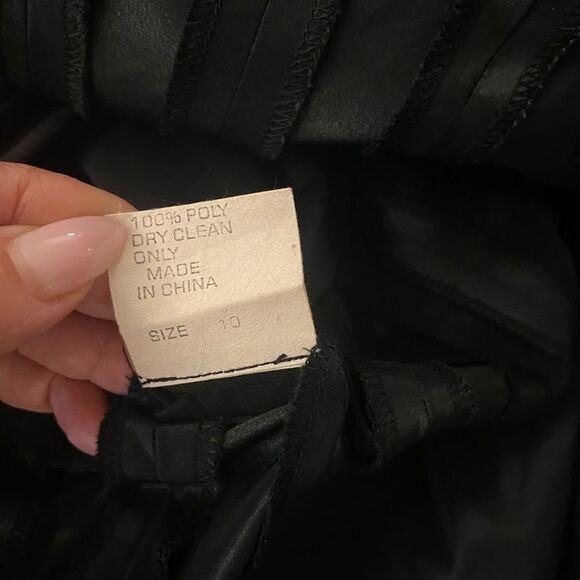 100% POLY
DRY CLEAN
ONLY
MADE
IN CHINA
SIZE 10